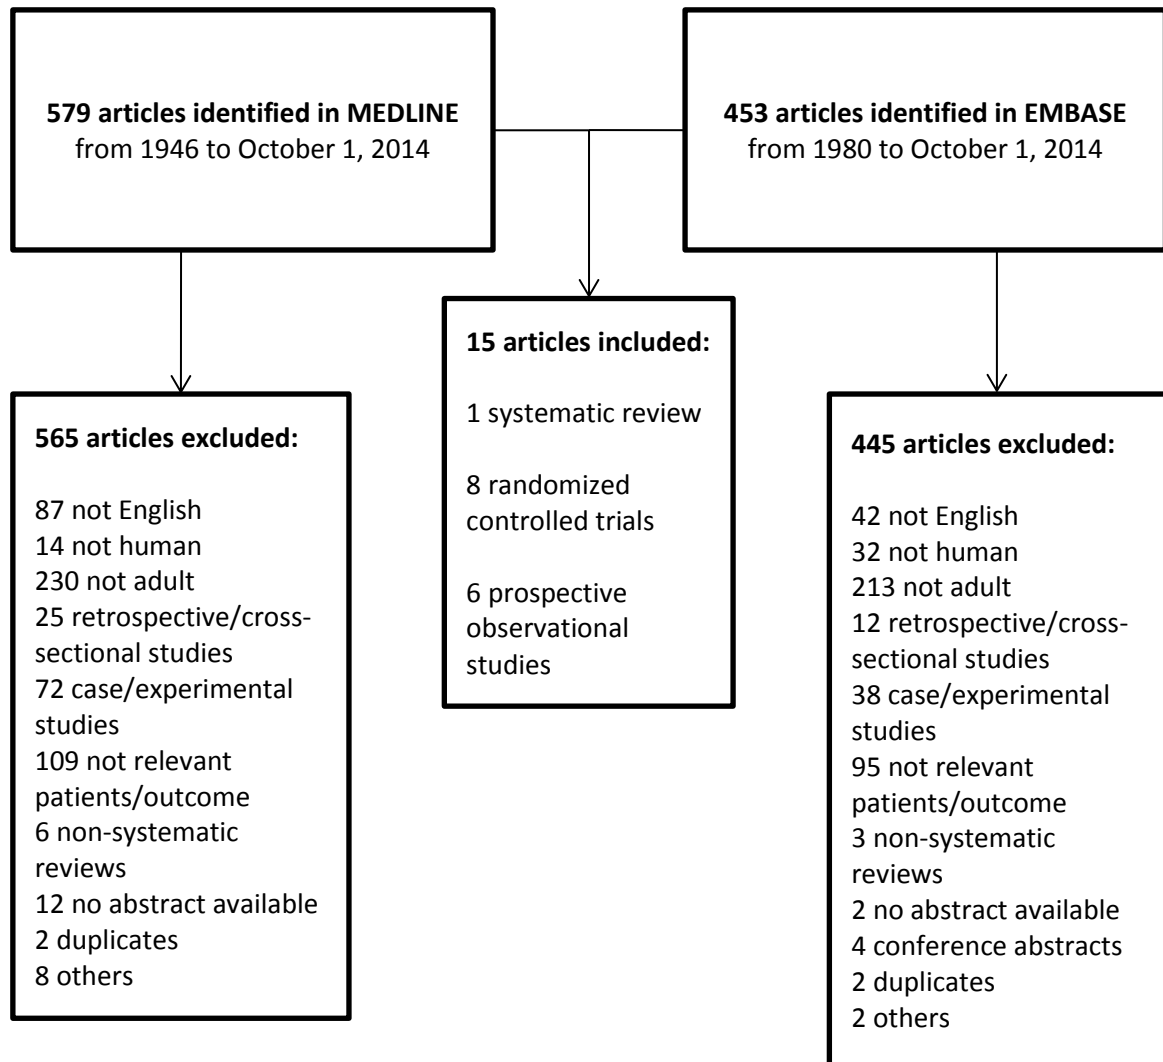 579 articles identified in MEDLINE
from 1946 to October 1, 2014
453 articles identified in EMBASE
from 1980 to October 1, 2014
15 articles included:
1 systematic review
8 randomized
controlled trials
6 prospective
observational
studies
565 articles excluded:
87 not English
14 not human
230 not adult
25 retrospective/cross-
sectional studies
72 case/experimental
studies
109 not relevant
patients/outcome
6 non-systematic
reviews
12 no abstract available
2 duplicates
8 others
445 articles excluded:
42 not English
32 not human
213 not adult
12 retrospective/cross-
sectional studies
38 case/experimental
studies
95 not relevant
patients/outcome
3 non-systematic
reviews
2 no abstract available
4 conference abstracts
2 duplicates
2 others